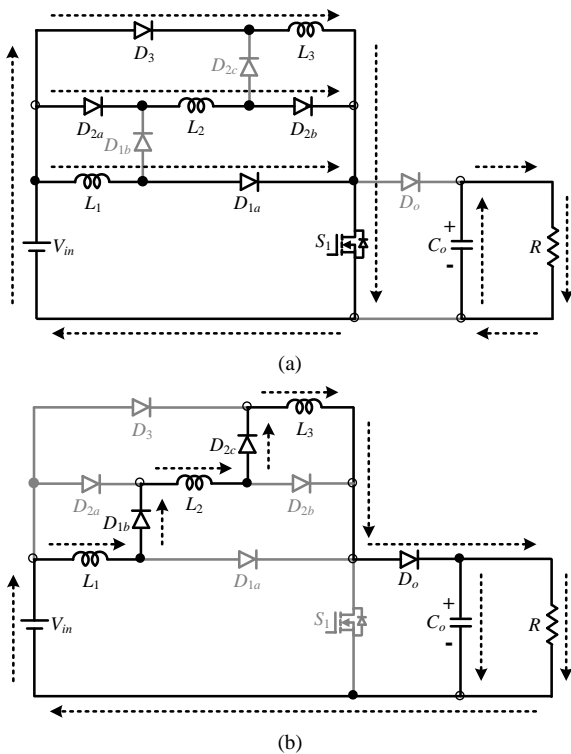 D3
L3
D2c
D2a
L2
D2b
D1b
L1
D1a
Do
Vin
S1
+
Co
-
R
(a)
D3
L3
D2c
D2a
L2
D2b
D1b
L1
D1a
Do
Vin
S1
+
Co
-
R
(b)